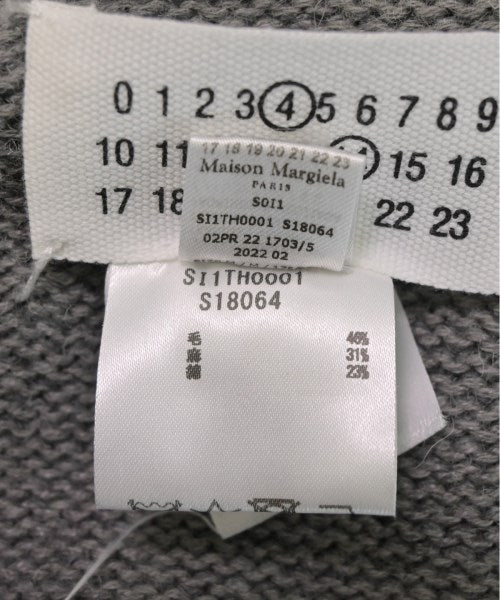 0 1 2 3 4 5 6 7 8 9
10 11 15 16
17 18 22 23
17 18 19 20 21 22 23
Maison Margiela
PARIS
S0I1
SI1TH0001 S18064
02PR 22 1703/5
2022 02
SI1TH0001
S18064
毛 46%
麻 31%
綿 23%